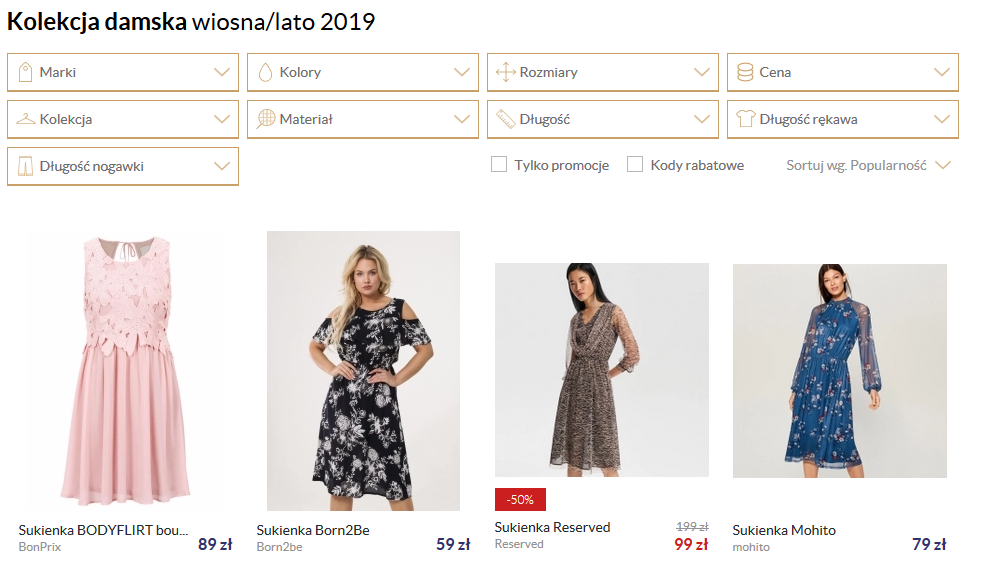 Kolekcja damska wiosna/lato 2019
Marki
Kolory
Rozmiary
Cena
Kolekcja
Materiał
Długość
Długość rękawa
Długość nogawki
Tylko promocje
Kody rabatowe
Sortuj wg. Popularność
Sukienka BODYFLIRT bou...
BonPrix
89 zł
Sukienka Born2Be
Born2be
59 zł
-50%
Sukienka Reserved
Reserved
199 zł
99 zł
Sukienka Mohito
mohito
79 zł